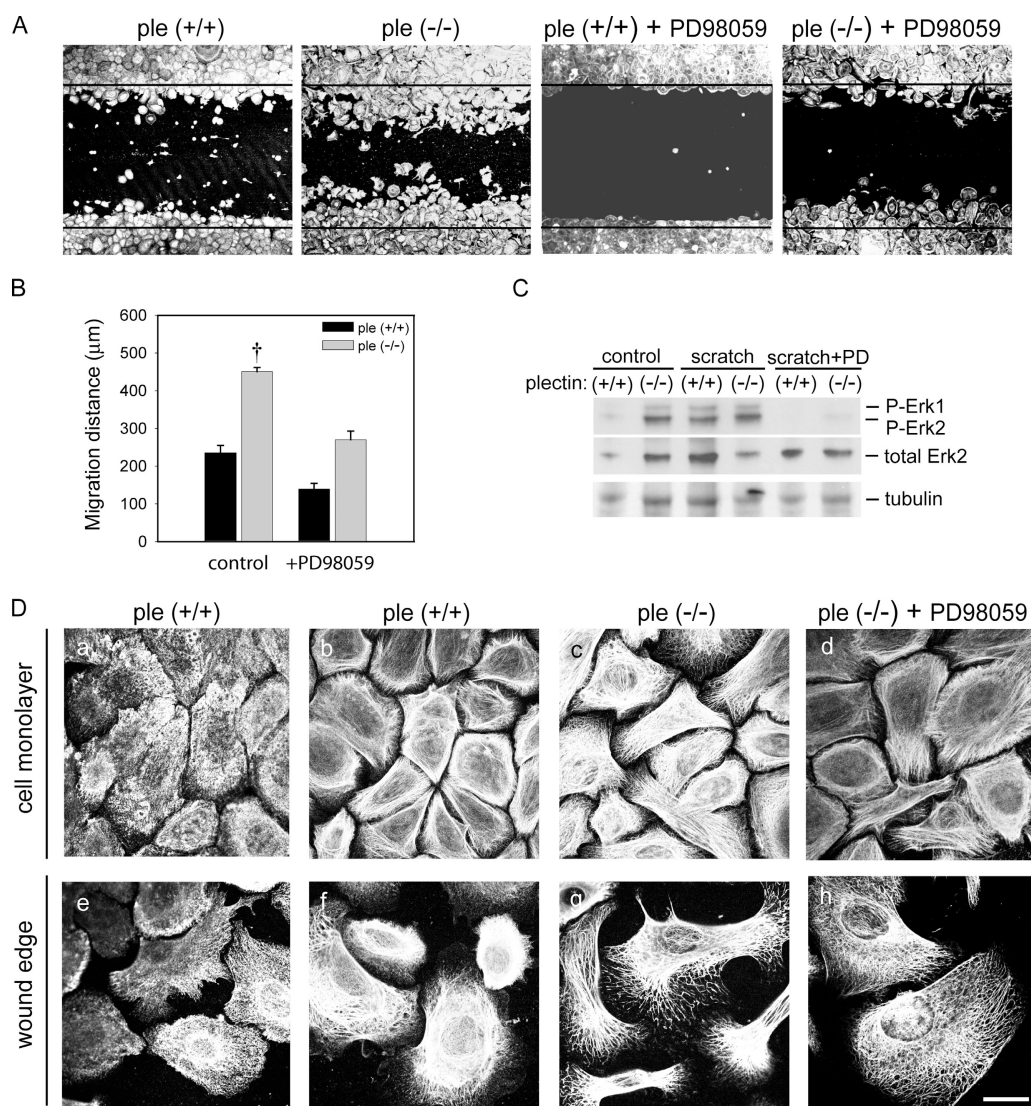 A
ple (+/+)
ple (-/-)
ple (+/+) + PD98059
ple (-/-) + PD98059
B
Migration distance (μm)
600
500
400
300
200
100
0
ple (+/+)
ple (-/-)
†
control
+PD98059
C
control
scratch
scratch+PD
plectin: (+/+) (-/-) (+/+) (-/-) (+/+) (-/-)
P-Erk1
P-Erk2
total Erk2
tubulin
D
ple (+/+)
ple (+/+)
ple (-/-)
ple (-/-) + PD98059
cell monolayer
a
b
c
d
wound edge
e
f
g
h